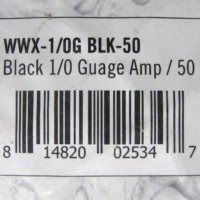 WWX-1/0G BLK-50
Black 1/0 Guage Amp / 50
8 14820 02534 7